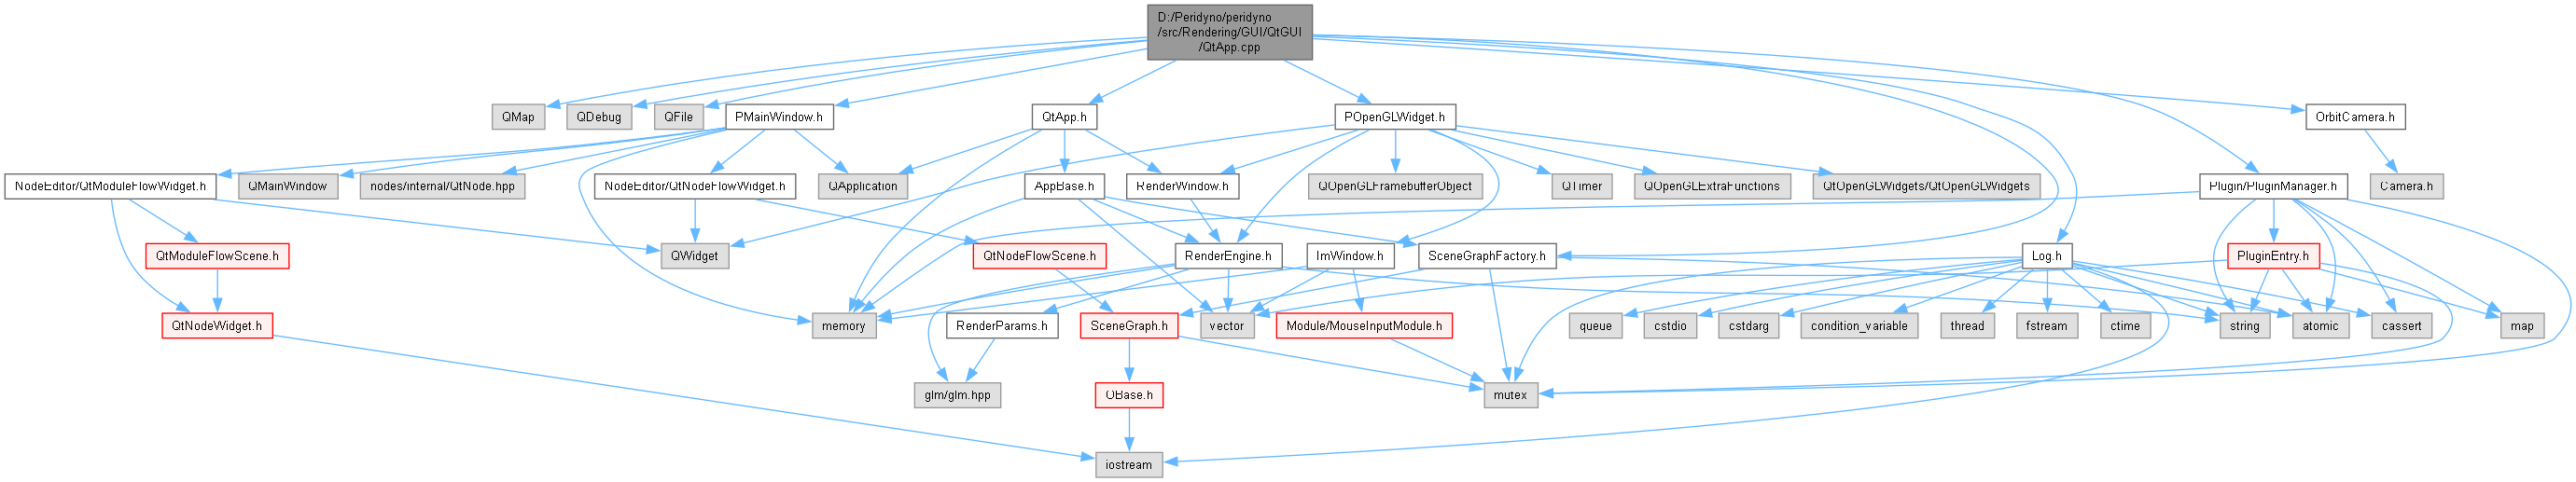 D:/Peridyno/peridyno
/src/Rendering/GUI/QtGUI
/QtApp.cpp
QMap
QDebug
QFile
PMainWindow.h
QtApp.h
POpenGLWidget.h
OrbitCamera.h
NodeEditor/QtModuleFlowWidget.h
QMainWindow
nodes/internal/QtNode.hpp
NodeEditor/QtNodeFlowWidget.h
QApplication
AppBase.h
RenderWindow.h
QOpenGLFramebufferObject
QTimer
QOpenGLExtraFunctions
QtOpenGLWidgets/QtOpenGLWidgets
Plugin/PluginManager.h
Camera.h
QtModuleFlowScene.h
QWidget
QtNodeFlowScene.h
RenderEngine.h
ImWindow.h
SceneGraphFactory.h
Log.h
PluginEntry.h
QtNodeWidget.h
memory
RenderParams.h
SceneGraph.h
vector
Module/MouseInputModule.h
queue
cstdio
cstdarg
condition_variable
thread
fstream
ctime
string
atomic
cassert
map
glm/glm.hpp
OBase.h
mutex
iostream